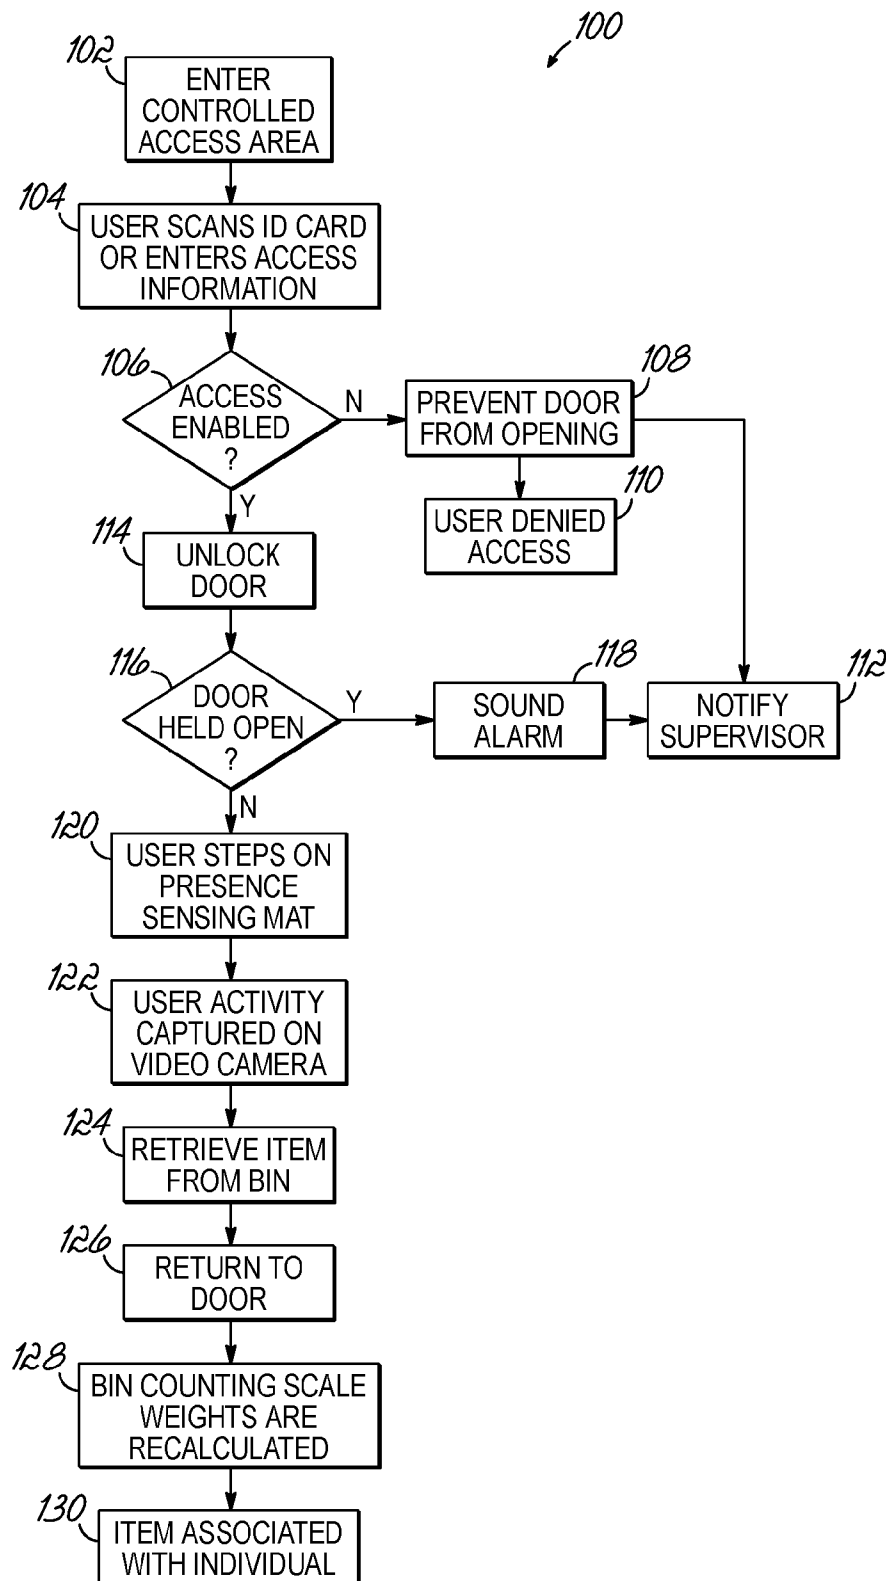 100
102
ENTER
CONTROLLED
ACCESS AREA
104
USER SCANS ID CARD
OR ENTERS ACCESS
INFORMATION
106
ACCESS
ENABLED
?
N
108
PREVENT DOOR
FROM OPENING
110
USER DENIED
ACCESS
Y
114
UNLOCK
DOOR
116
DOOR
HELD OPEN
?
Y
118
SOUND
ALARM
112
NOTIFY
SUPERVISOR
N
120
USER STEPS ON
PRESENCE
SENSING MAT
122
USER ACTIVITY
CAPTURED ON
VIDEO CAMERA
124
RETRIEVE ITEM
FROM BIN
126
RETURN TO
DOOR
128
BIN COUNTING SCALE
WEIGHTS ARE
RECALCULATED
130
ITEM ASSOCIATED
WITH INDIVIDUAL